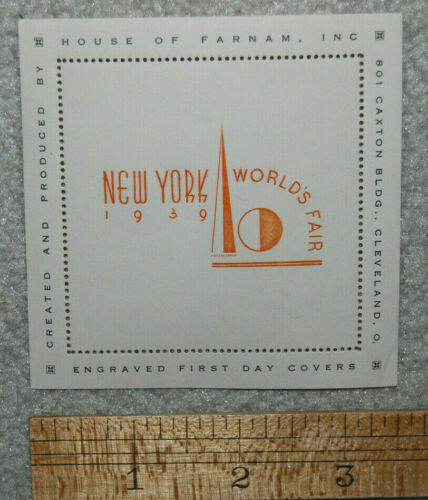 HOUSE OF FARNAM, INC
801 CAXTON BLDG., CLEVELAND, O.
ENGRAVED FIRST DAY COVERS
CREATED AND PRODUCED BY
NEW YORK
1939
WORLD'S FAIR
1 2 3